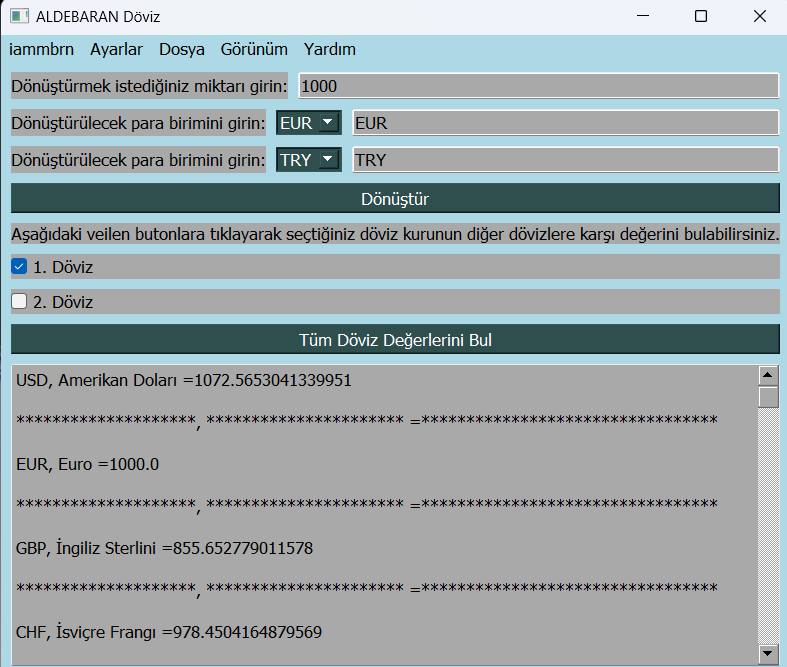 ALDEBARAN Döviz
iammbrn Ayarlar Dosya Görünüm Yardım
Dönüştürmek istediğiniz miktarı girin: 1000
Dönüştürülecek para birimini girin: EUR EUR
Dönüştürülecek para birimini girin: TRY TRY
Dönüştür
Aşağıdaki veilen butonlara tıklayarak seçtiğiniz döviz kurunun diğer dövizlere karşı değerini bulabilirsiniz.
1. Döviz
2. Döviz
Tüm Döviz Değerlerini Bul
USD, Amerikan Doları =1072.5653041339951
********************, ********************** =*********************************
EUR, Euro =1000.0
********************, ********************** =*********************************
GBP, İngiliz Sterlini =855.652779011578
********************, ********************** =*********************************
CHF, İsviçre Frangı =978.4504164879569